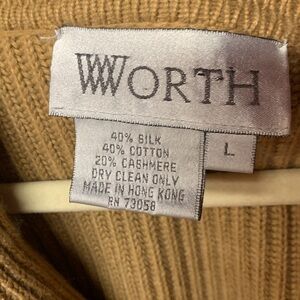 WORTH
L
40% SILK
40% COTTON
20% CASHMERE
DRY CLEAN ONLY
MADE IN HONG KONG
RN 73058